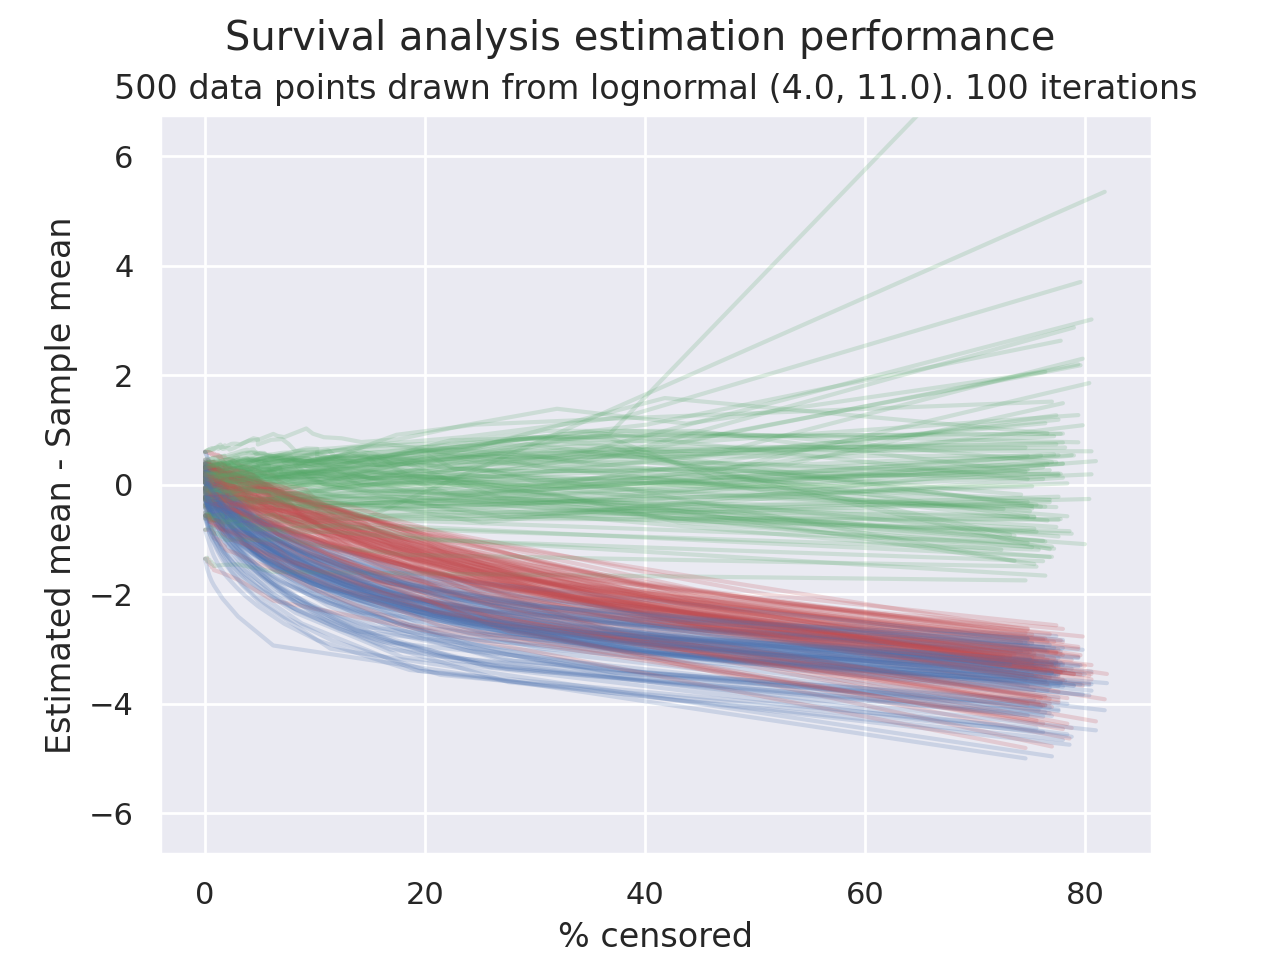 Survival analysis estimation performance
500 data points drawn from lognormal (4.0, 11.0). 100 iterations
6
4
2
0
−2
−4
−6
Estimated mean - Sample mean
0 20 40 60 80
% censored